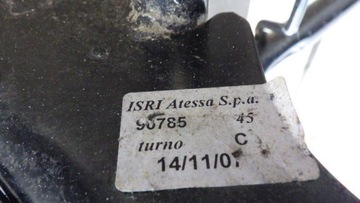 ISRI Atessa S.p.a.
90785 45
turno C
14/11/0